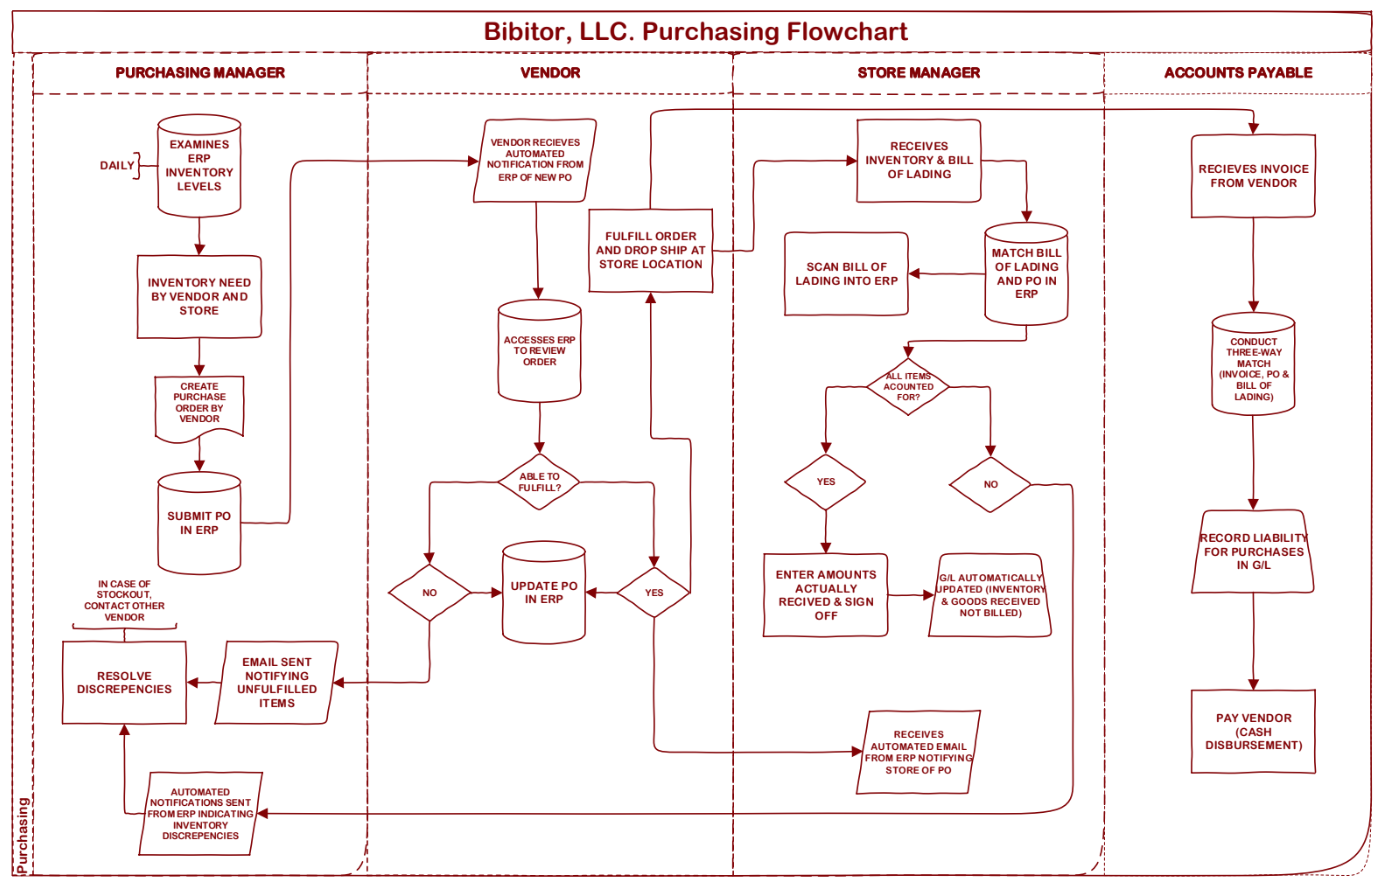 Bibitor, LLC. Purchasing Flowchart
PURCHASING MANAGER
VENDOR
STORE MANAGER
ACCOUNTS PAYABLE
DAILY
EXAMINES
ERP
INVENTORY
LEVELS
INVENTORY NEED
BY VENDOR AND
STORE
CREATE
PURCHASE
ORDER BY
VENDOR
SUBMIT PO
IN ERP
IN CASE OF
STOCKOUT,
CONTACT OTHER
VENDOR
RESOLVE
DISCREPENCIES
EMAIL SENT
NOTIFYING
UNFULFILLED
ITEMS
AUTOMATED
NOTIFICATIONS SENT
FROM ERP INDICATING
INVENTORY
DISCREPENCIES
VENDOR RECIEVES
AUTOMATED
NOTIFICATION FROM
ERP OF NEW PO
FULFILL ORDER
AND DROP SHIP AT
STORE LOCATION
ACCESSES ERP
TO REVIEW
ORDER
ABLE TO
FULFILL?
NO
UPDATE PO
IN ERP
YES
RECEIVES
INVENTORY & BILL
OF LADING
SCAN BILL OF
LADING INTO ERP
MATCH BILL
OF LADING
AND PO IN
ERP
ALL ITEMS
ACOUNTED
FOR?
YES
NO
ENTER AMOUNTS
ACTUALLY
RECIVED & SIGN
OFF
G/L AUTOMATICALLY
UPDATED (INVENTORY
& GOODS RECEIVED
NOT BILLED)
RECEIVES
AUTOMATED EMAIL
FROM ERP NOTIFYING
STORE OF PO
RECIEVES INVOICE
FROM VENDOR
CONDUCT
THREE-WAY
MATCH
(INVOICE, PO &
BILL OF
LADING)
RECORD LIABILITY
FOR PURCHASES
IN G/L
PAY VENDOR
(CASH
DISBURSEMENT)
Purchasing